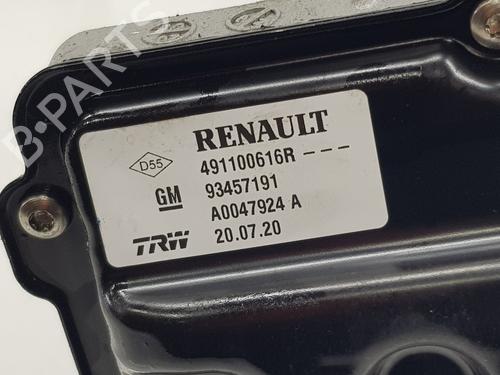 RENAULT
D55
491100616R ---
GM
93457191
A0047924 A
TRW
20.07.20
B-PARTS